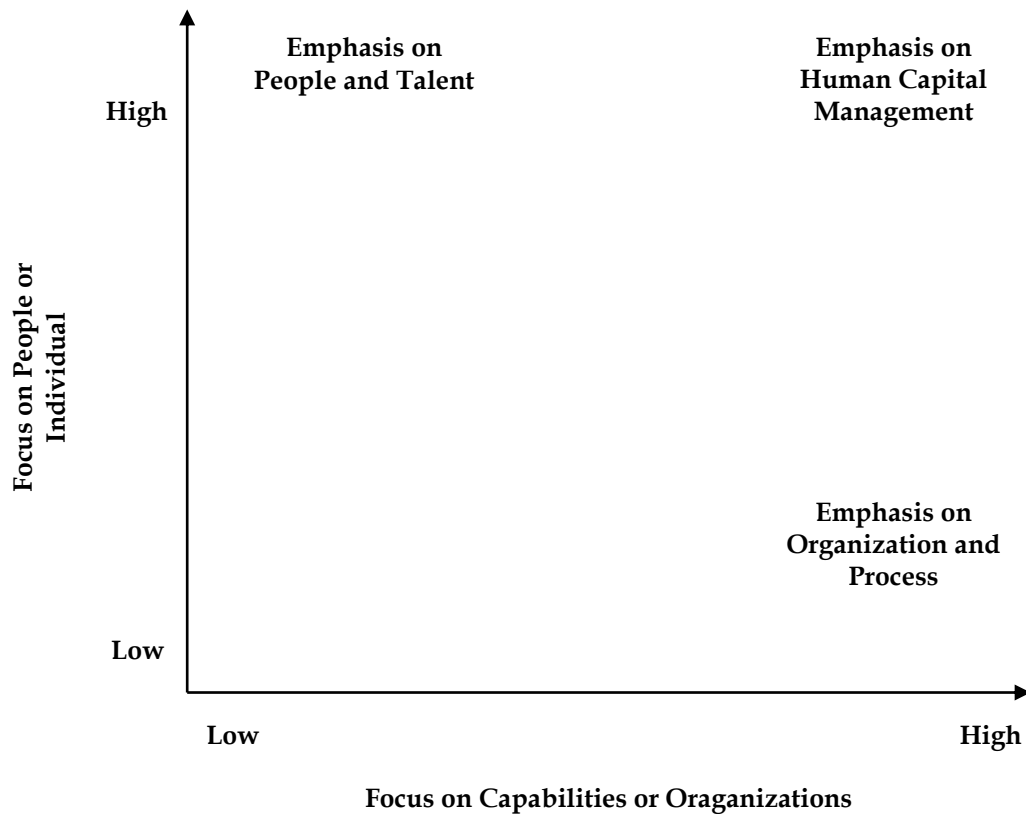 Emphasis on
People and Talent
Emphasis on
Human Capital
Management
High
Focus on People or
Individual
Emphasis on
Organization and
Process
Low
Low
High
Focus on Capabilities or Oraganizations